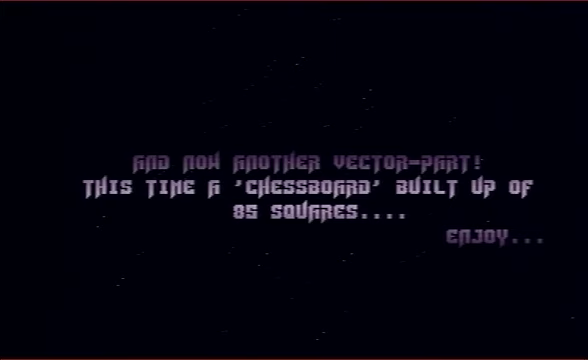 AND NOW ANOTHER VECTOR-PART!
THIS TIME A 'CHESSBOARD' BUILT UP OF
85 SQUARES....
ENJOY...